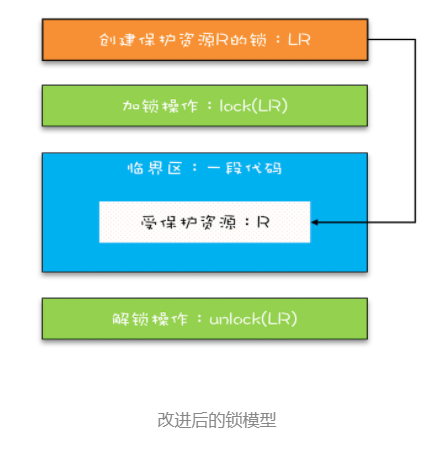 创建保护资源R的锁：LR
加锁操作：lock(LR)
临界区：一段代码
受保护资源：R
解锁操作：unlock(LR)
改进后的锁模型